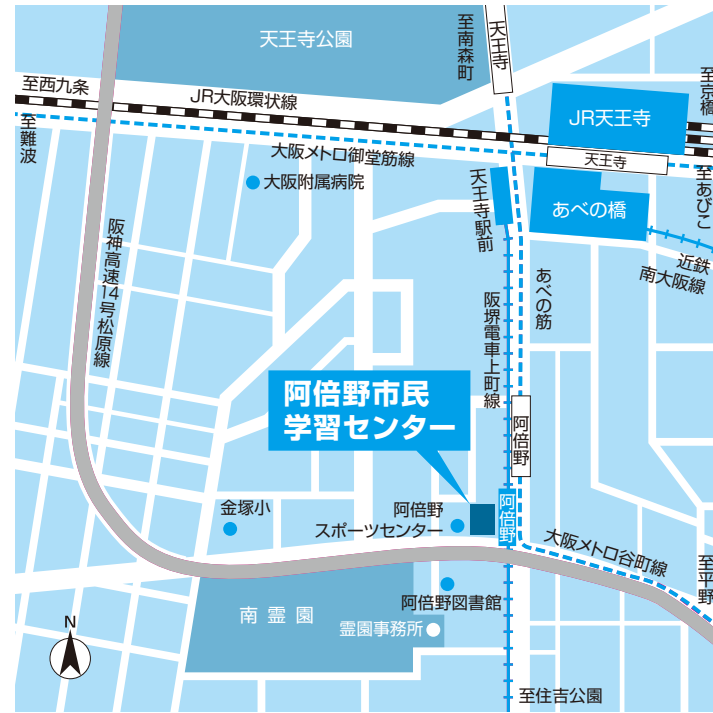 天王寺公園
至南森町
天王寺
至西九条
JR大阪環状線
至京橋
JR天王寺
至難波
大阪メトロ御堂筋線
天王寺
至あびこ
大阪附属病院
天王寺駅前
あべの橋
阪神高速14号松原線
近鉄
南大阪線
あべの筋
阪堺電車上町線
阿倍野市民
学習センター
阿倍野
金塚小
阿倍野
スポーツセンター
阿倍野
大阪メトロ谷町線
至平野
阿倍野図書館
南霊園
霊園事務所
N
至住吉公園